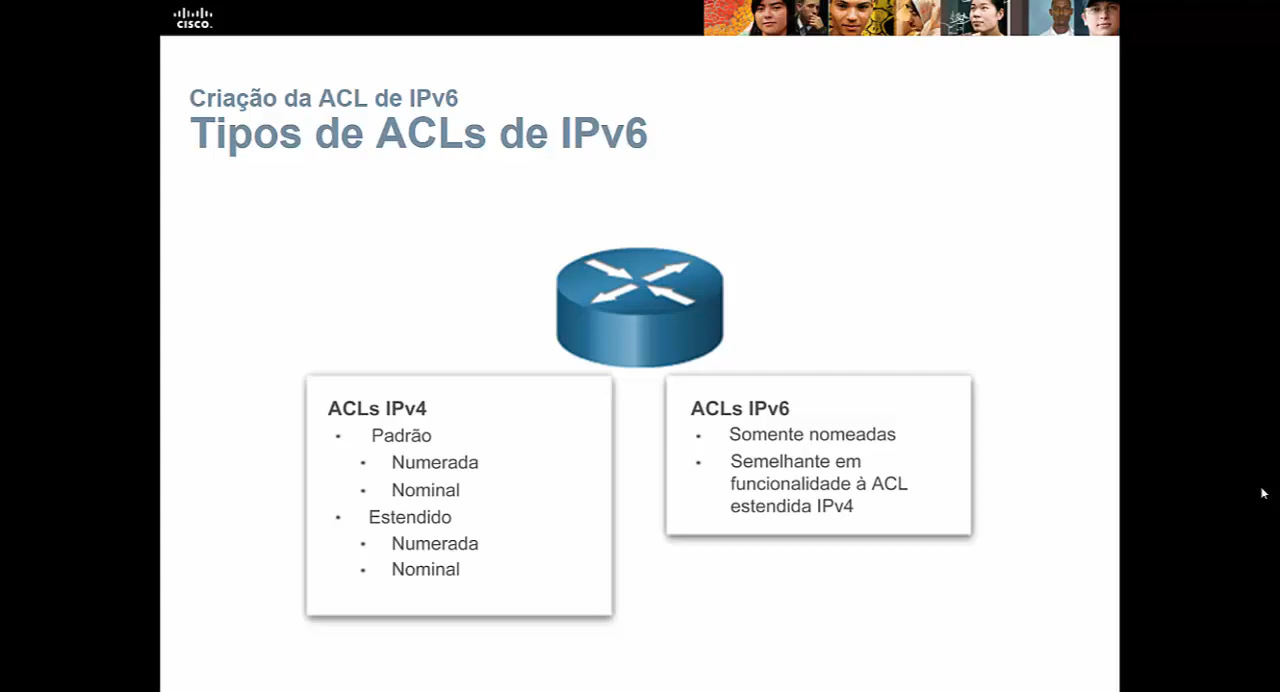 CISCO.
Criação da ACL de IPv6
Tipos de ACLs de IPv6
ACLs IPv4
• Padrão
• Numerada
• Nominal
• Estendido
• Numerada
• Nominal
ACLs IPv6
• Somente nomeadas
• Semelhante em
funcionalidade à ACL
estendida IPv4